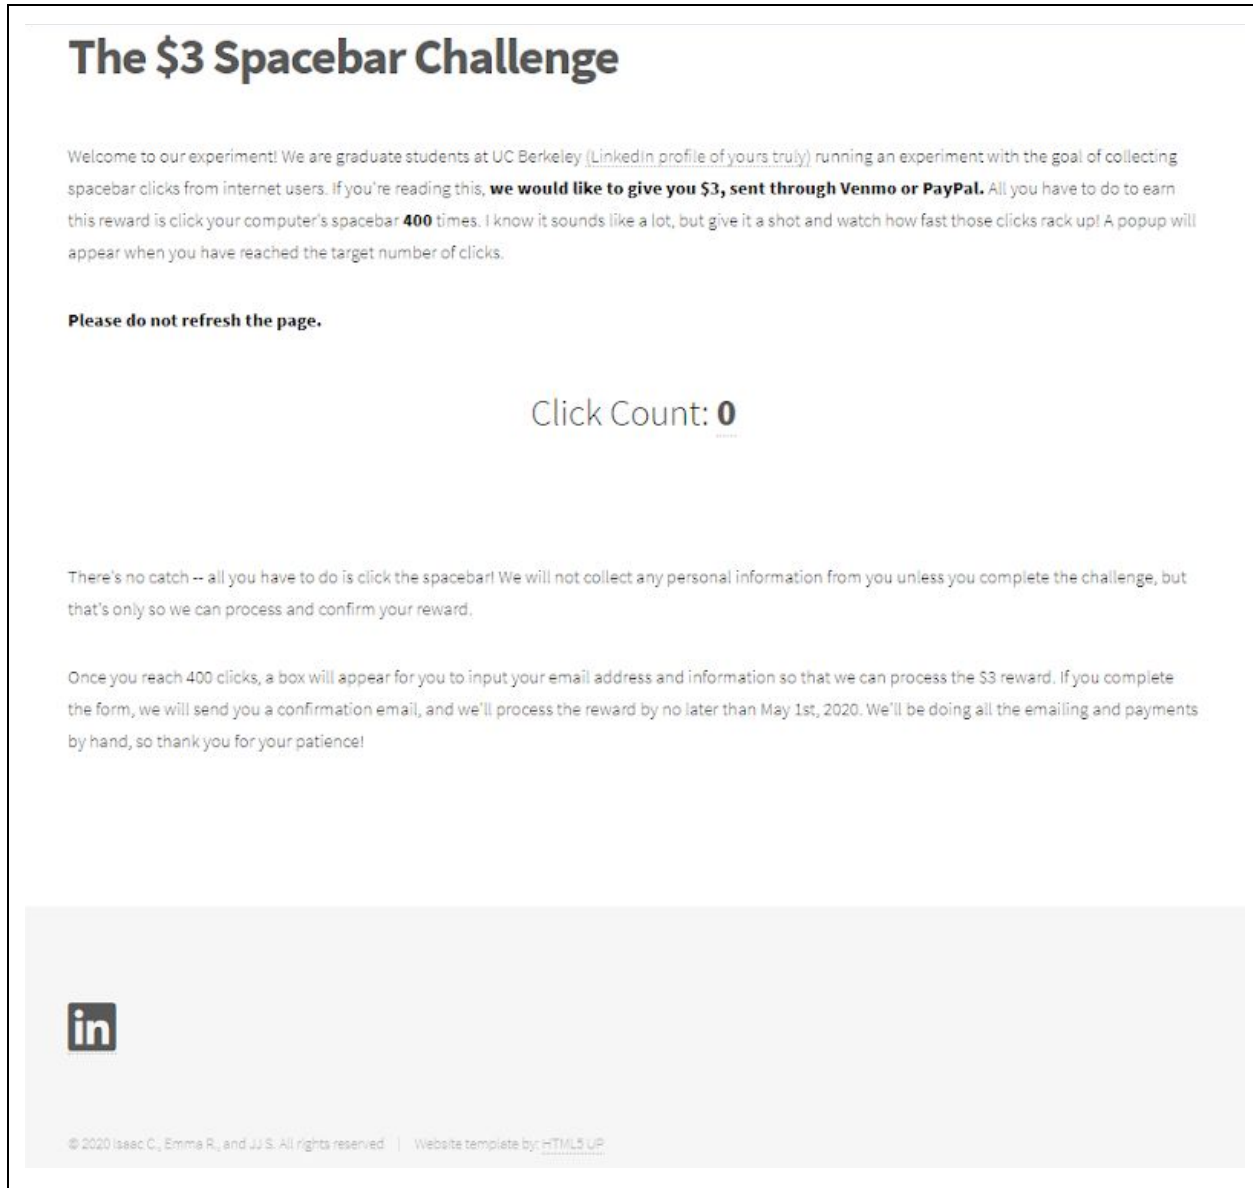 The $3 Spacebar Challenge
Welcome to our experiment! We are graduate students at UC Berkeley (LinkedIn profile of yours truly) running an experiment with the goal of collecting
spacebar clicks from internet users. If you're reading this, we would like to give you $3, sent through Venmo or PayPal. All you have to do to earn
this reward is click your computer's spacebar 400 times. I know it sounds like a lot, but give it a shot and watch how fast those clicks rack up! A popup will
appear when you have reached the target number of clicks.
Please do not refresh the page.
Click Count: 0
There's no catch -- all you have to do is click the spacebar! We will not collect any personal information from you unless you complete the challenge, but
that's only so we can process and confirm your reward.
Once you reach 400 clicks, a box will appear for you to input your email address and information so that we can process the $3 reward. If you complete
the form, we will send you a confirmation email, and we'll process the reward by no later than May 1st, 2020. We'll be doing all the emailing and payments
by hand, so thank you for your patience!
in
© 2020 Isaac C., Emma R., and JJ S. All rights reserved | Website template by: HTML5 UP